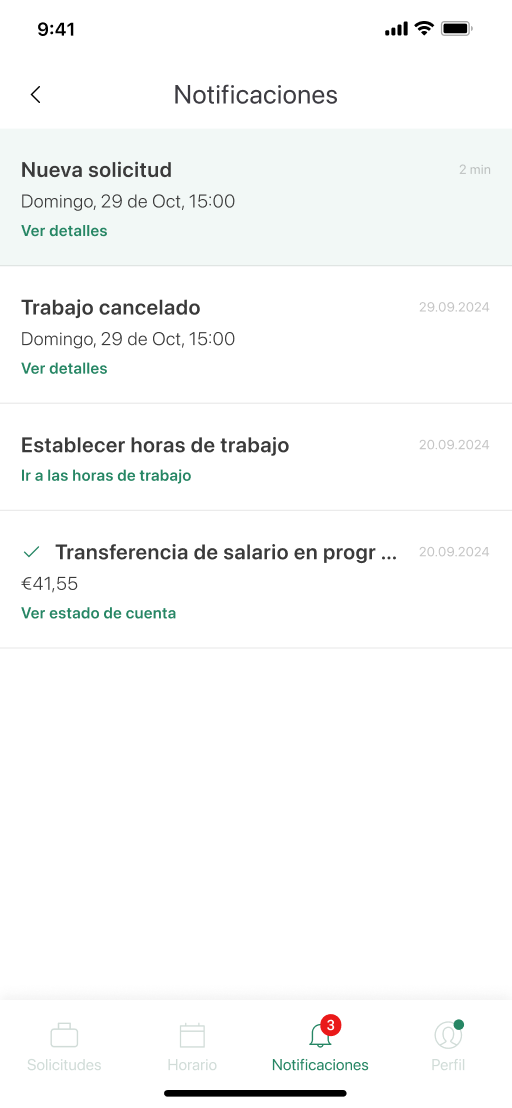 9:41
Notificaciones
Nueva solicitud
2 min
Domingo, 29 de Oct, 15:00
Ver detalles
Trabajo cancelado
29.09.2024
Domingo, 29 de Oct, 15:00
Ver detalles
Establecer horas de trabajo
20.09.2024
Ir a las horas de trabajo
Transferencia de salario en progr ...
20.09.2024
€41,55
Ver estado de cuenta
3
Solicitudes
Horario
Notificaciones
Perfil